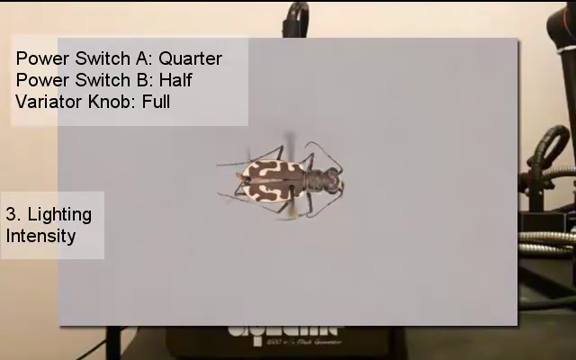 Power Switch A: Quarter
Power Switch B: Half
Variator Knob: Full
3. Lighting
Intensity